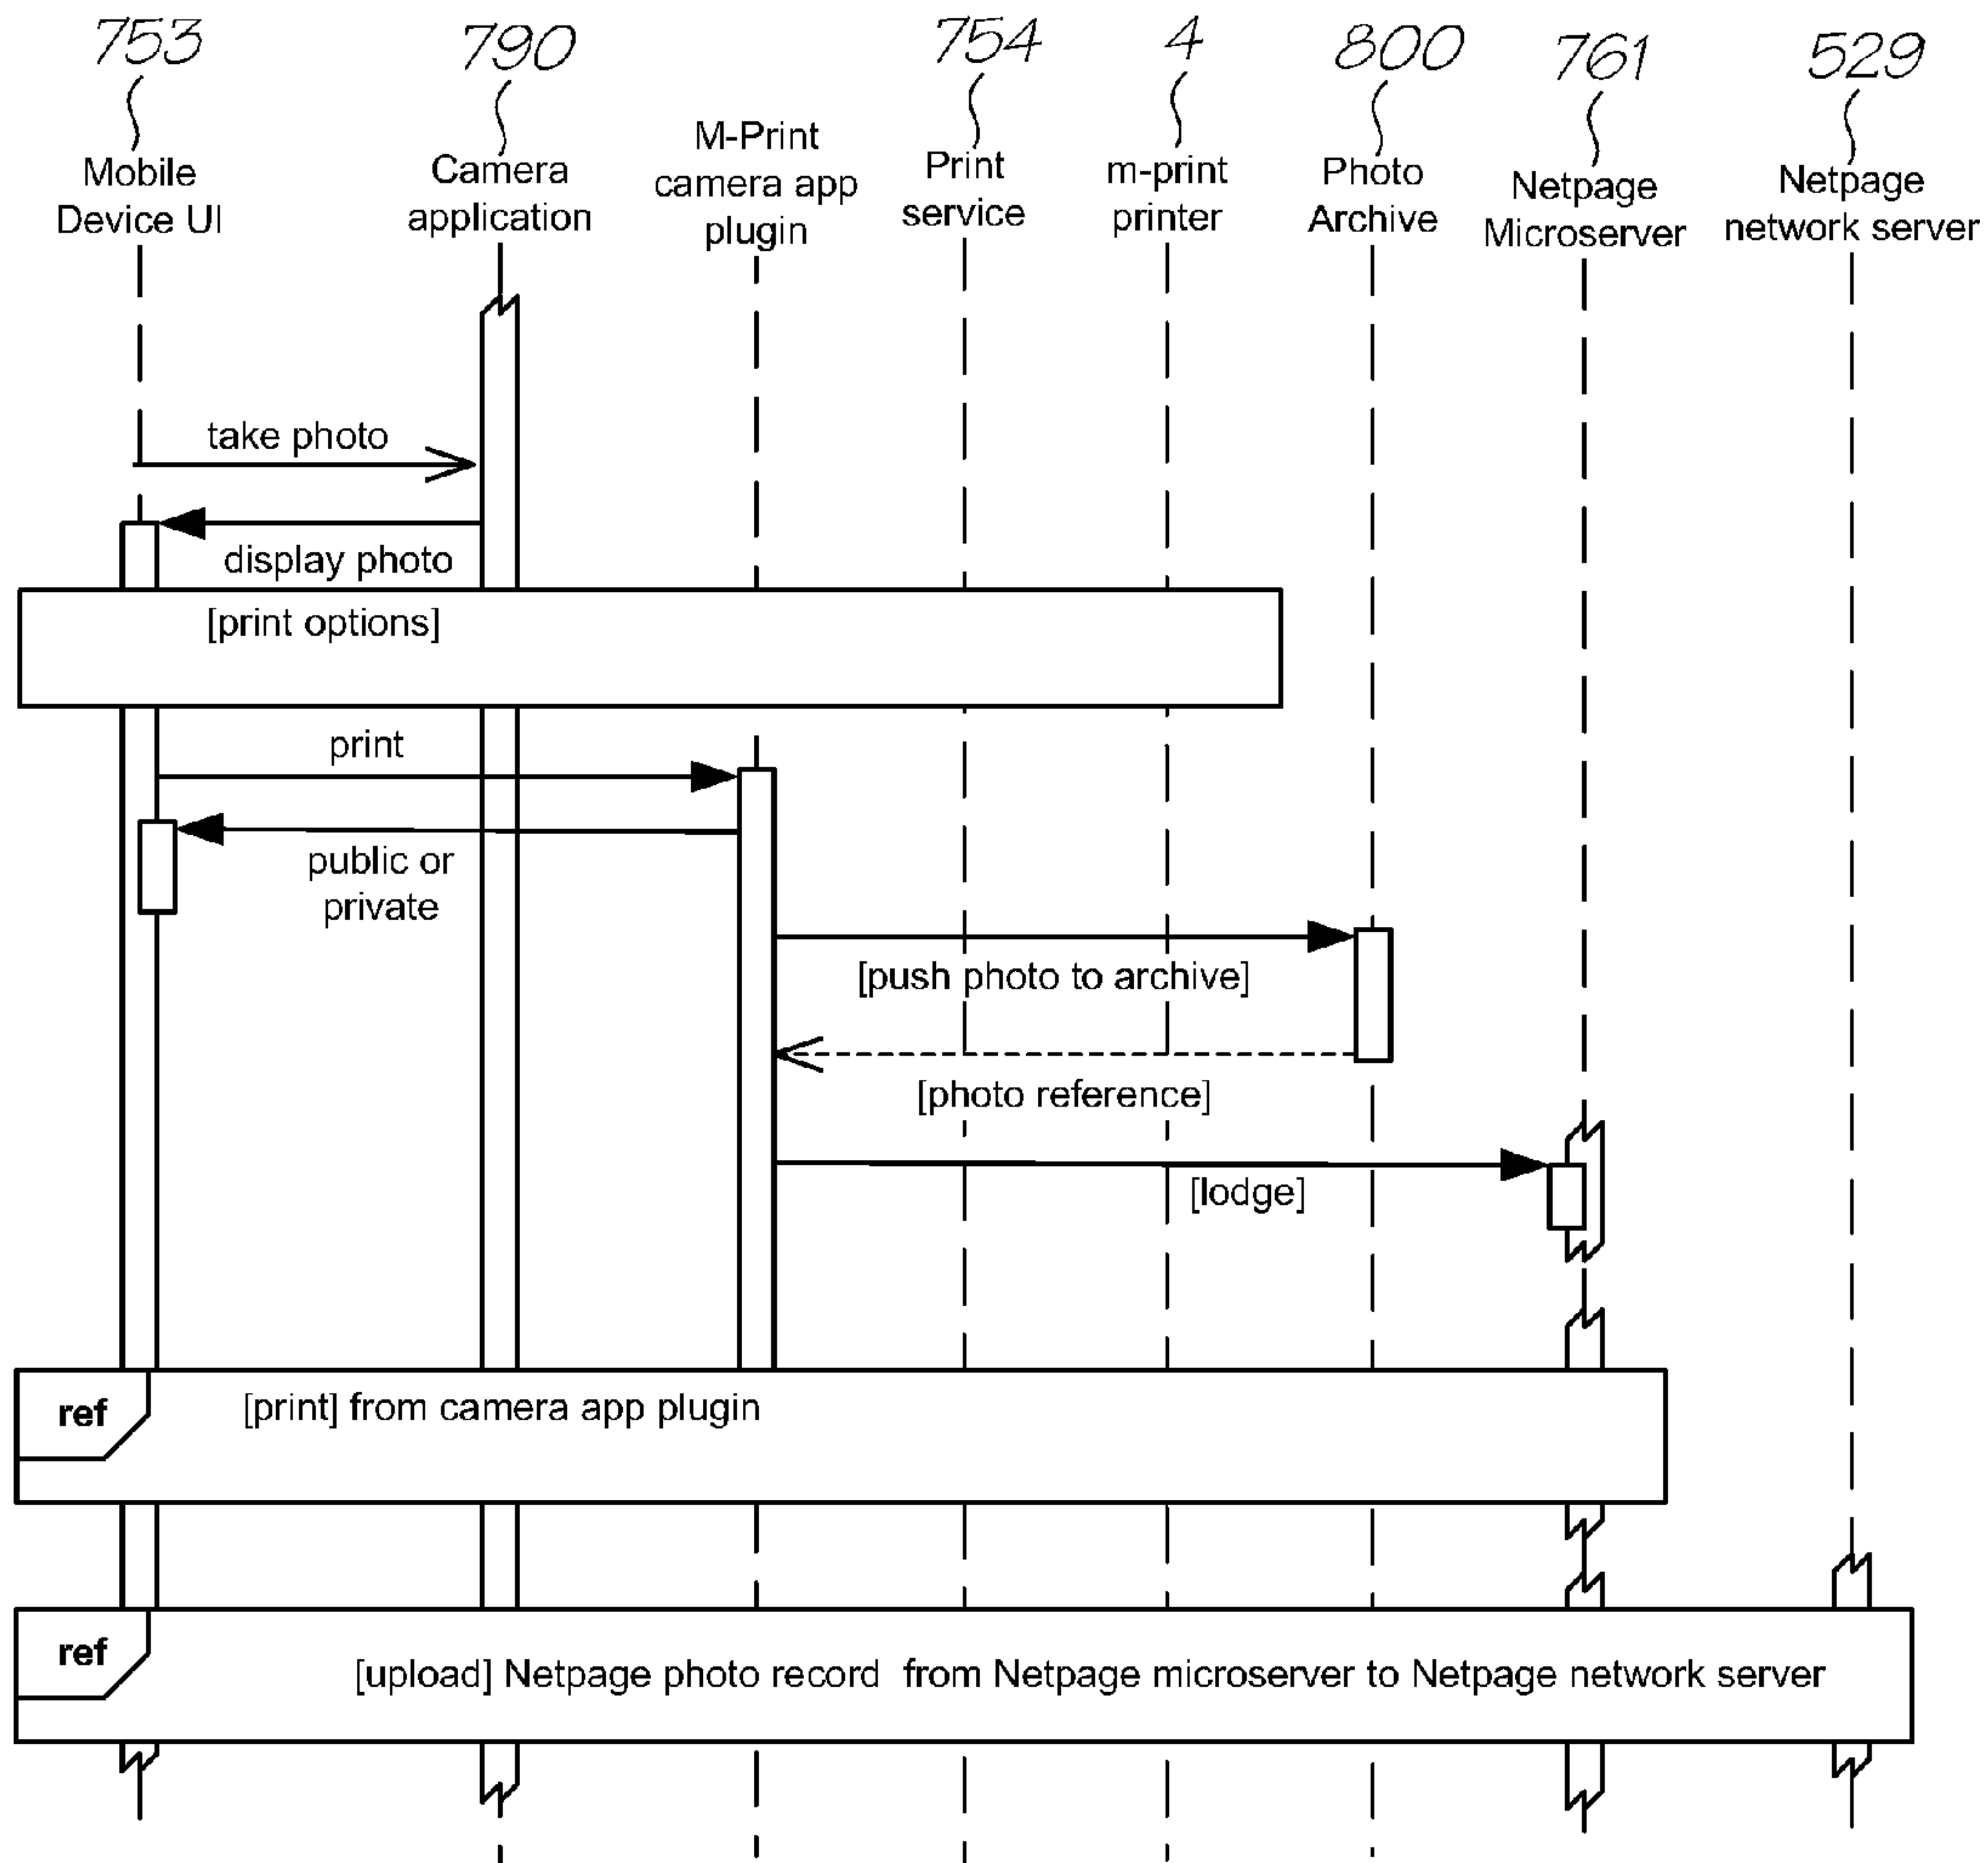 753
790
754
4
800
761
529
Mobile
Device UI
Camera
application
M-Print
camera app
plugin
Print
service
m-print
printer
Photo
Archive
Netpage
Microserver
Netpage
network server
take photo
display photo
[print options]
print
public or
private
[push photo to archive]
[photo reference]
[lodge]
ref
[print] from camera app plugin
ref
[upload] Netpage photo record from Netpage microserver to Netpage network server